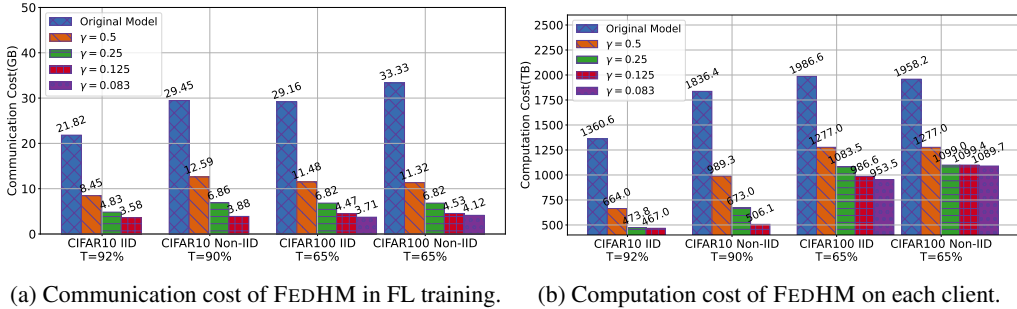 50
40
30
20
10
0
Communication Cost(GB)
Original Model
γ = 0.5
γ = 0.25
γ = 0.125
γ = 0.083
21.82
8.45
4.83
3.58
29.45
12.59
6.86
3.88
29.16
11.48
6.82
4.47
3.71
33.33
11.32
6.82
4.53
4.12
CIFAR10 IID
T=92%
CIFAR10 Non-IID
T=90%
CIFAR100 IID
T=65%
CIFAR100 Non-IID
T=65%
(a) Communication cost of FEDHM in FL training.
2500
2250
2000
1750
1500
1250
1000
750
500
Computation Cost(TB)
Original Model
γ = 0.5
γ = 0.25
γ = 0.125
γ = 0.083
1360.6
664.0
473.8
467.0
1836.4
989.3
673.0
506.1
1986.6
1277.0
1083.5
986.6
953.5
1958.2
1277.0
1099.0
1099.4
1089.7
CIFAR10 IID
T=92%
CIFAR10 Non-IID
T=90%
CIFAR100 IID
T=65%
CIFAR100 Non-IID
T=65%
(b) Computation cost of FEDHM on each client.